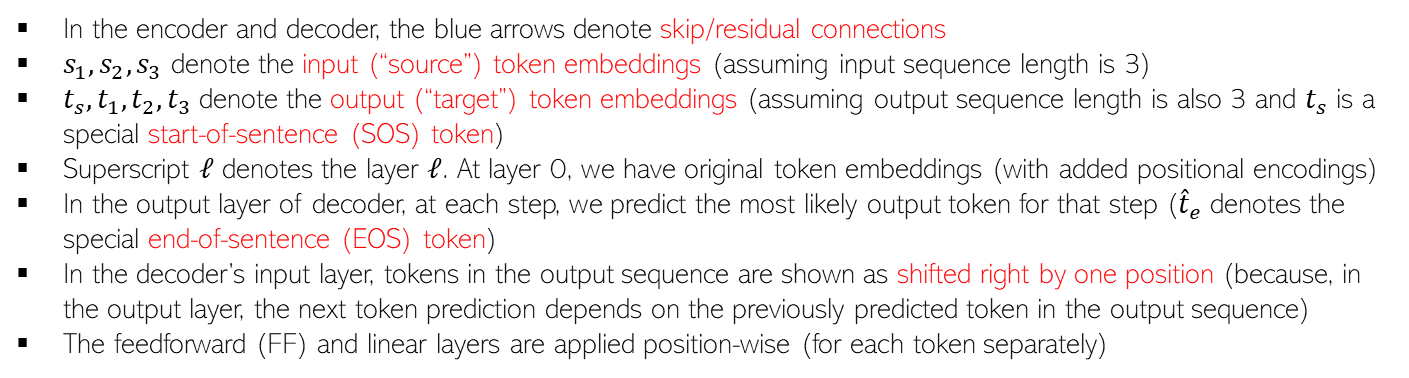 ▪ In the encoder and decoder, the blue arrows denote skip/residual connections
▪ s₁, s₂, s₃ denote the input (“source”) token embeddings (assuming input sequence length is 3)
▪ tₛ, t₁, t₂, t₃ denote the output (“target”) token embeddings (assuming output sequence length is also 3 and tₛ is a
special start-of-sentence (SOS) token)
▪ Superscript ℓ denotes the layer ℓ. At layer 0, we have original token embeddings (with added positional encodings)
▪ In the output layer of decoder, at each step, we predict the most likely output token for that step (t̂ₑ denotes the
special end-of-sentence (EOS) token)
▪ In the decoder’s input layer, tokens in the output sequence are shown as shifted right by one position (because, in
the output layer, the next token prediction depends on the previously predicted token in the output sequence)
▪ The feedforward (FF) and linear layers are applied position-wise (for each token separately)